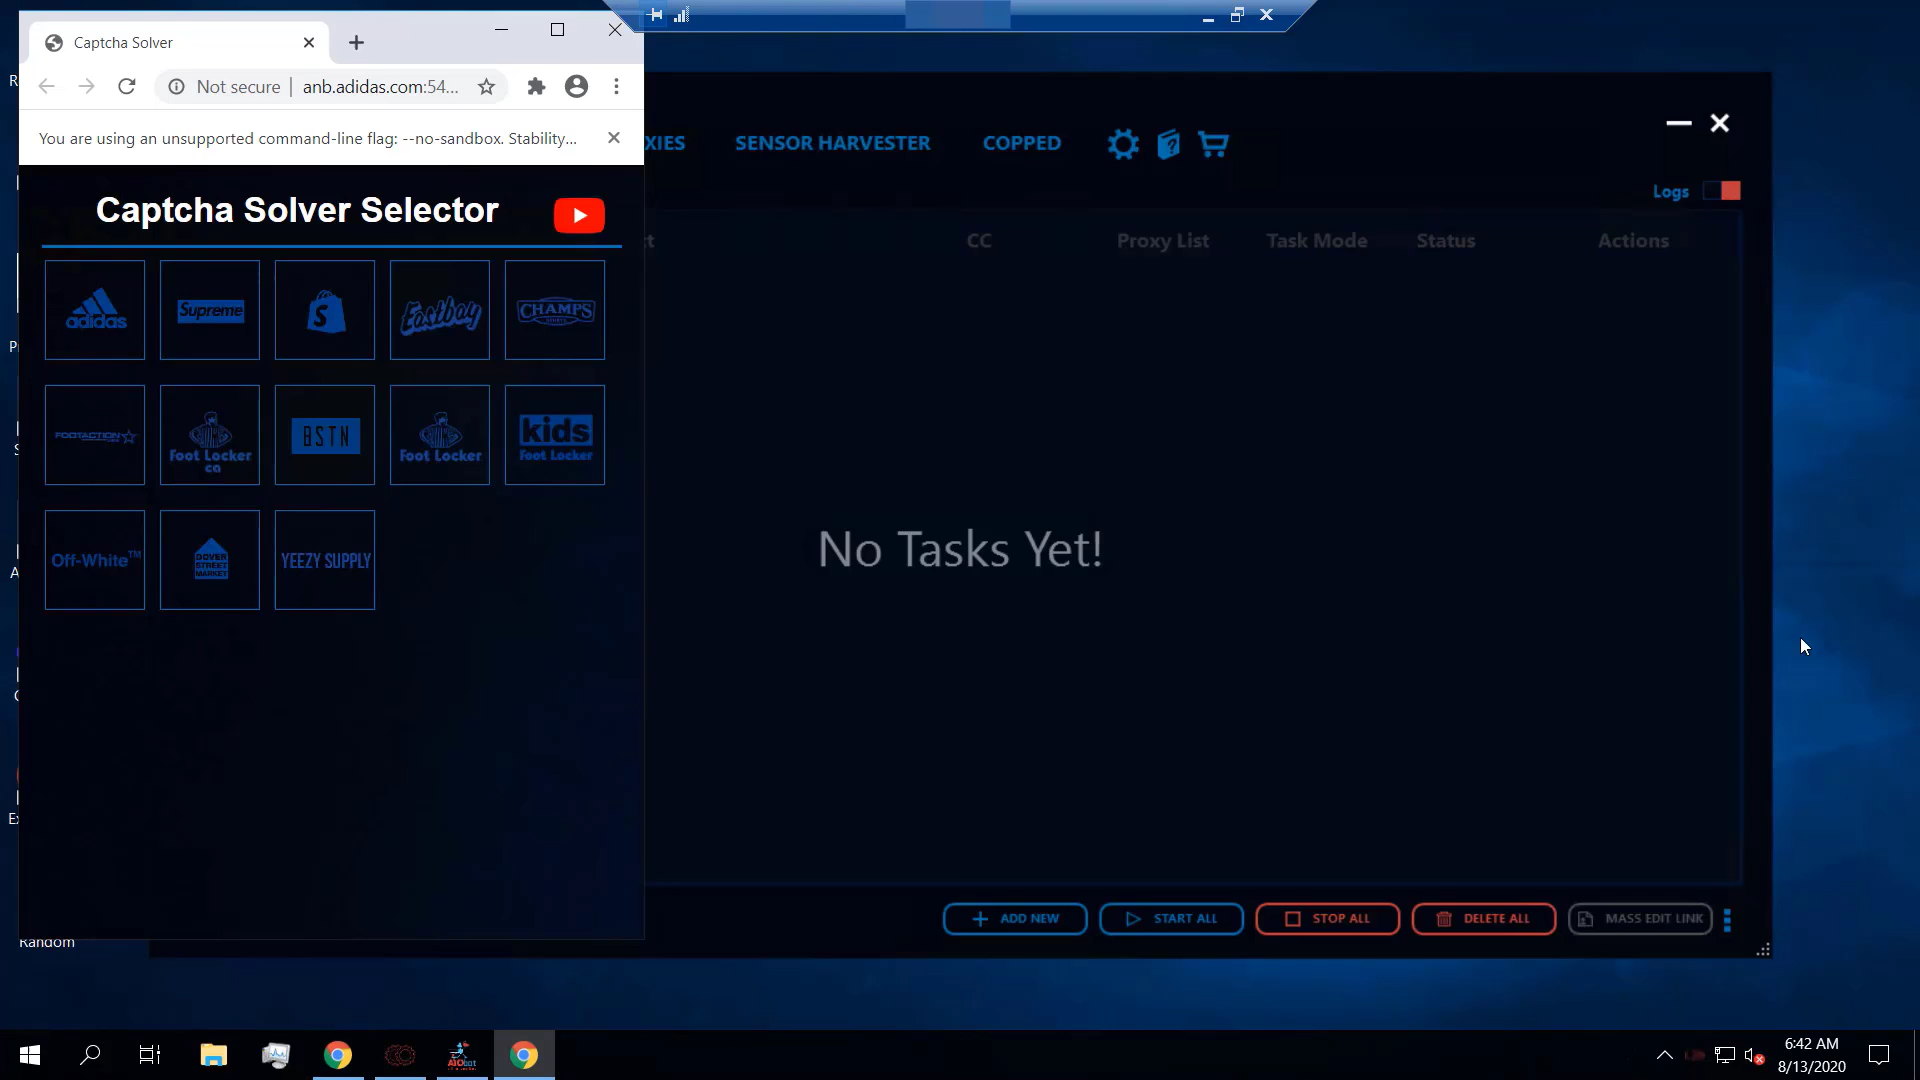 Captcha Solver
Not secure | anb.adidas.com:54...
You are using an unsupported command-line flag: --no-sandbox. Stability...
Captcha Solver Selector
adidas
Supreme
S
Eastbay
CHAMPS
SPORTS
FOOTACTION
Foot Locker
ca
BSTN
Foot Locker
kids
Foot Locker
Off-White™
DOVER
STREET
MARKET
YEEZY SUPPLY
XIES
SENSOR HARVESTER
COPPED
Logs
t
CC
Proxy List
Task Mode
Status
Actions
No Tasks Yet!
ADD NEW
START ALL
STOP ALL
DELETE ALL
MASS EDIT LINK
R
Pr
S
A
C
Ex
Random
AIObot
6:42 AM
8/13/2020